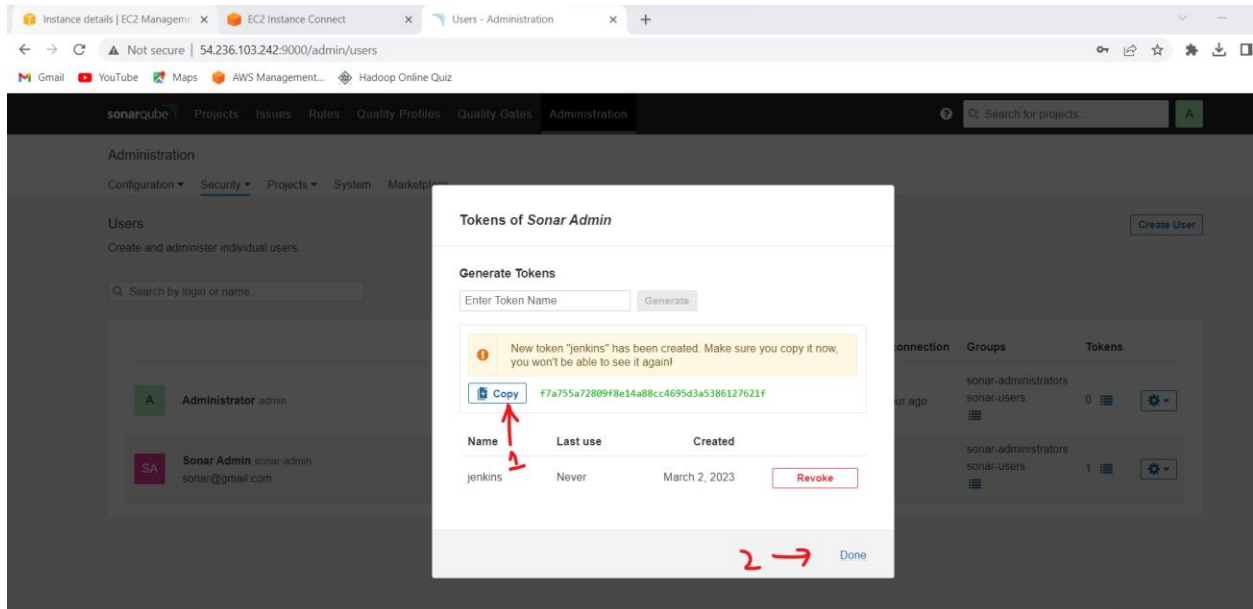 Instance details | EC2 Manageme
EC2 Instance Connect
Users - Administration
Not secure | 54.236.103.242:9000/admin/users
Gmail
YouTube
Maps
AWS Management...
Hadoop Online Quiz
sonarqube Projects Issues Rules Quality Profiles Quality Gates Administration
Search for projects...
A
Administration
Configuration Security Projects System Marketplace
Users
Create User
Create and administer individual users.
Search by login or name...
Tokens of Sonar Admin
Generate Tokens
Enter Token Name
Generate
New token "jenkins" has been created. Make sure you copy it now,
you won't be able to see it again!
Copy f7a755a72809f8e14a88cc4695d3a5386127621f
1
Name Last use Created
jenkins Never March 2, 2023 Revoke
2 Done
connection Groups Tokens
A Administrator admin
ur ago
sonar-administrators
sonar-users
0
SA Sonar Admin sonar-admin
sonar@gmail.com
sonar-administrators
sonar-users
1